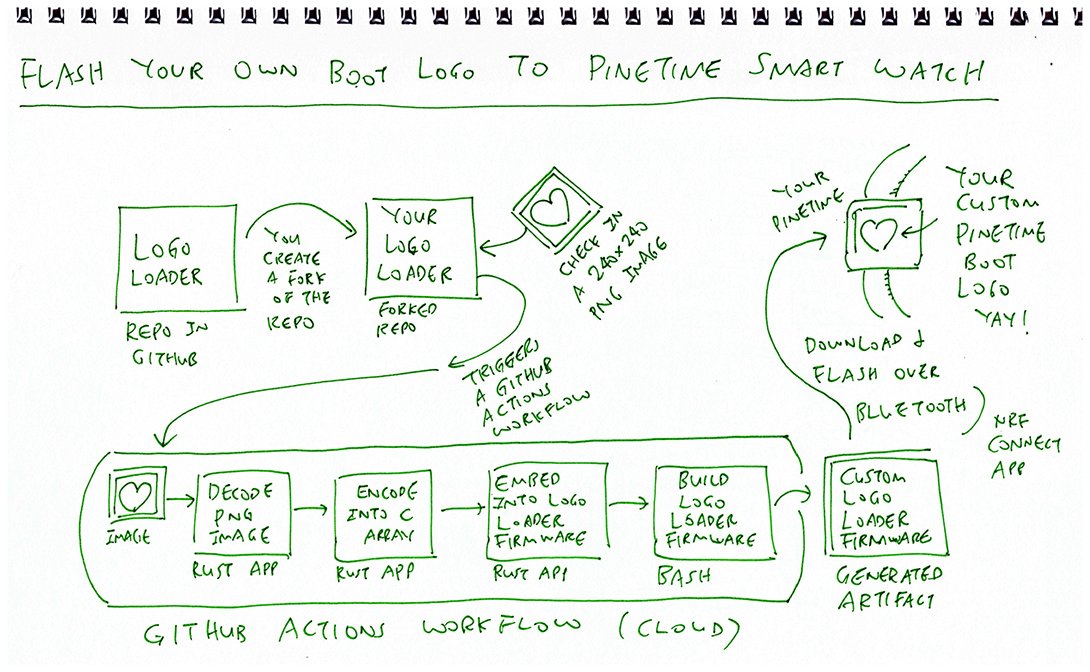 FLASH YOUR OWN BOOT LOGO TO PINETIME SMART WATCH
LOGO
LOADER
REPO IN
GITHUB
YOU
CREATE
A FORK
OF THE
REPO
YOUR
LOGO
LOADER
FORKED
REPO
CHECK IN
A 240x240
PNG IMAGE
TRIGGERS
A GITHUB
ACTIONS
WORKFLOW
YOUR
PINETIME
YOUR
CUSTOM
PINETIME
BOOT
LOGO
YAY!
DOWNLOAD &
FLASH OVER
BLUETOOTH
NRF
CONNECT
APP
IMAGE
DECODE
PNG
IMAGE
RUST APP
ENCODE
INTO C
ARRAY
RUST APP
EMBED
INTO LOGO
LOADER
FIRMWARE
RUST APP
BUILD
LOGO
LOADER
FIRMWARE
BASH
CUSTOM
LOGO
LOADER
FIRMWARE
GENERATED
ARTIFACT
GITHUB ACTIONS WORKFLOW (CLOUD)